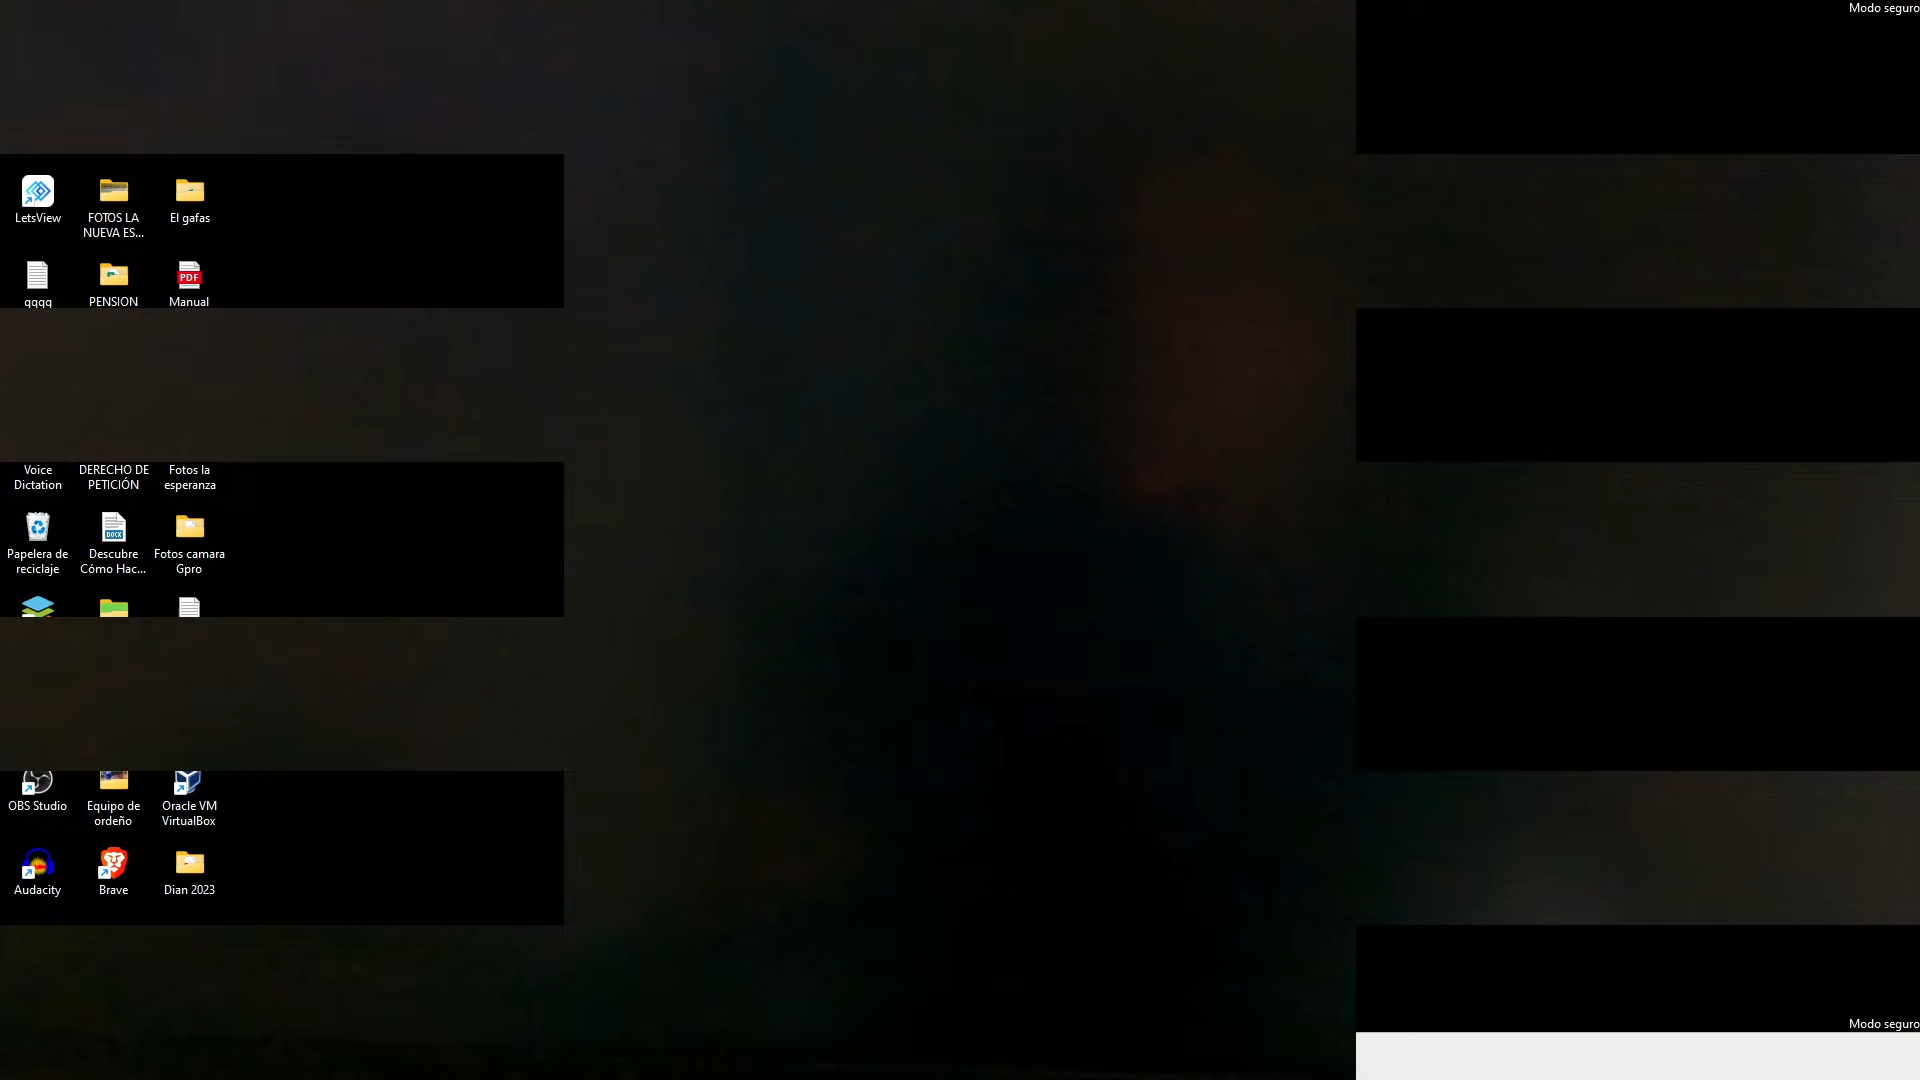 Modo seguro
LetsView
FOTOS LA
NUEVA ES...
El gafas
qqqq
PENSION
PDF
Manual
Voice
Dictation
DERECHO DE
PETICIÓN
Fotos la
esperanza
Papelera de
reciclaje
DOCX
Descubre
Cómo Hac...
Fotos camara
Gpro
OBS Studio
Equipo de
ordeño
Oracle VM
VirtualBox
Audacity
Brave
Dian 2023
Modo seguro